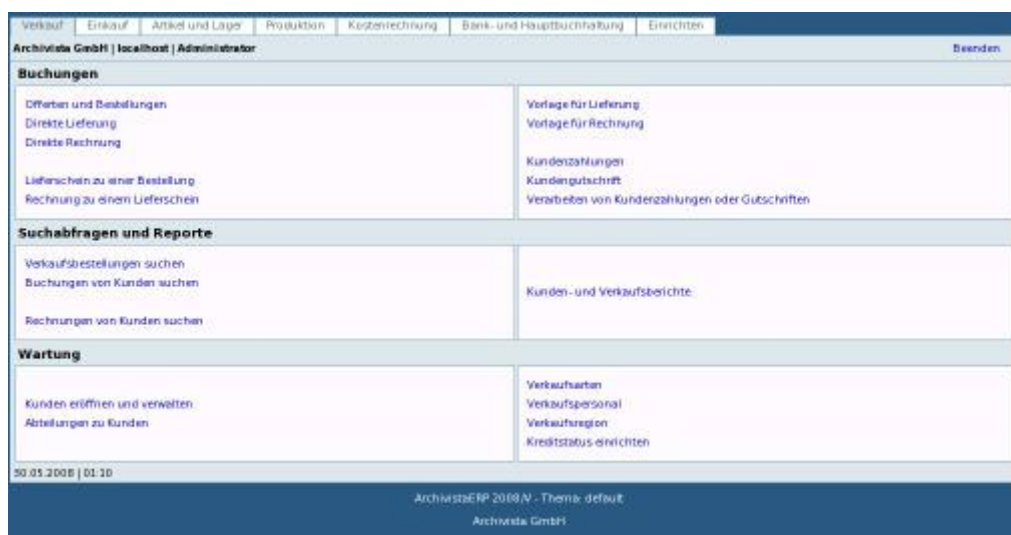 Verkauf Einkauf Artikel und Lager Produktion Kostenrechnung Bank- und Hauptbuchhaltung Einrichten
Archivista GmbH | localhost | Administrator Beenden
Buchungen
Offerten und Bestellungen
Direkte Lieferung
Direkte Rechnung
Lieferschein zu einer Bestellung
Rechnung zu einem Lieferschein
Vorlage für Lieferung
Vorlage für Rechnung
Kundenzahlungen
Kundengutschrift
Verarbeiten von Kundenzahlungen oder Gutschriften
Suchabfragen und Reporte
Verkaufsbestellungen suchen
Buchungen von Kunden suchen
Rechnungen von Kunden suchen
Kunden- und Verkaufsberichte
Wartung
Kunden eröffnen und verwalten
Abteilungen zu Kunden
Verkaufsarten
Verkaufspersonal
Verkaufsregion
Kreditstatus einrichten
30.05.2008 | 01:10
ArchivistaERP 2008/V - Thema: default
Archivista GmbH